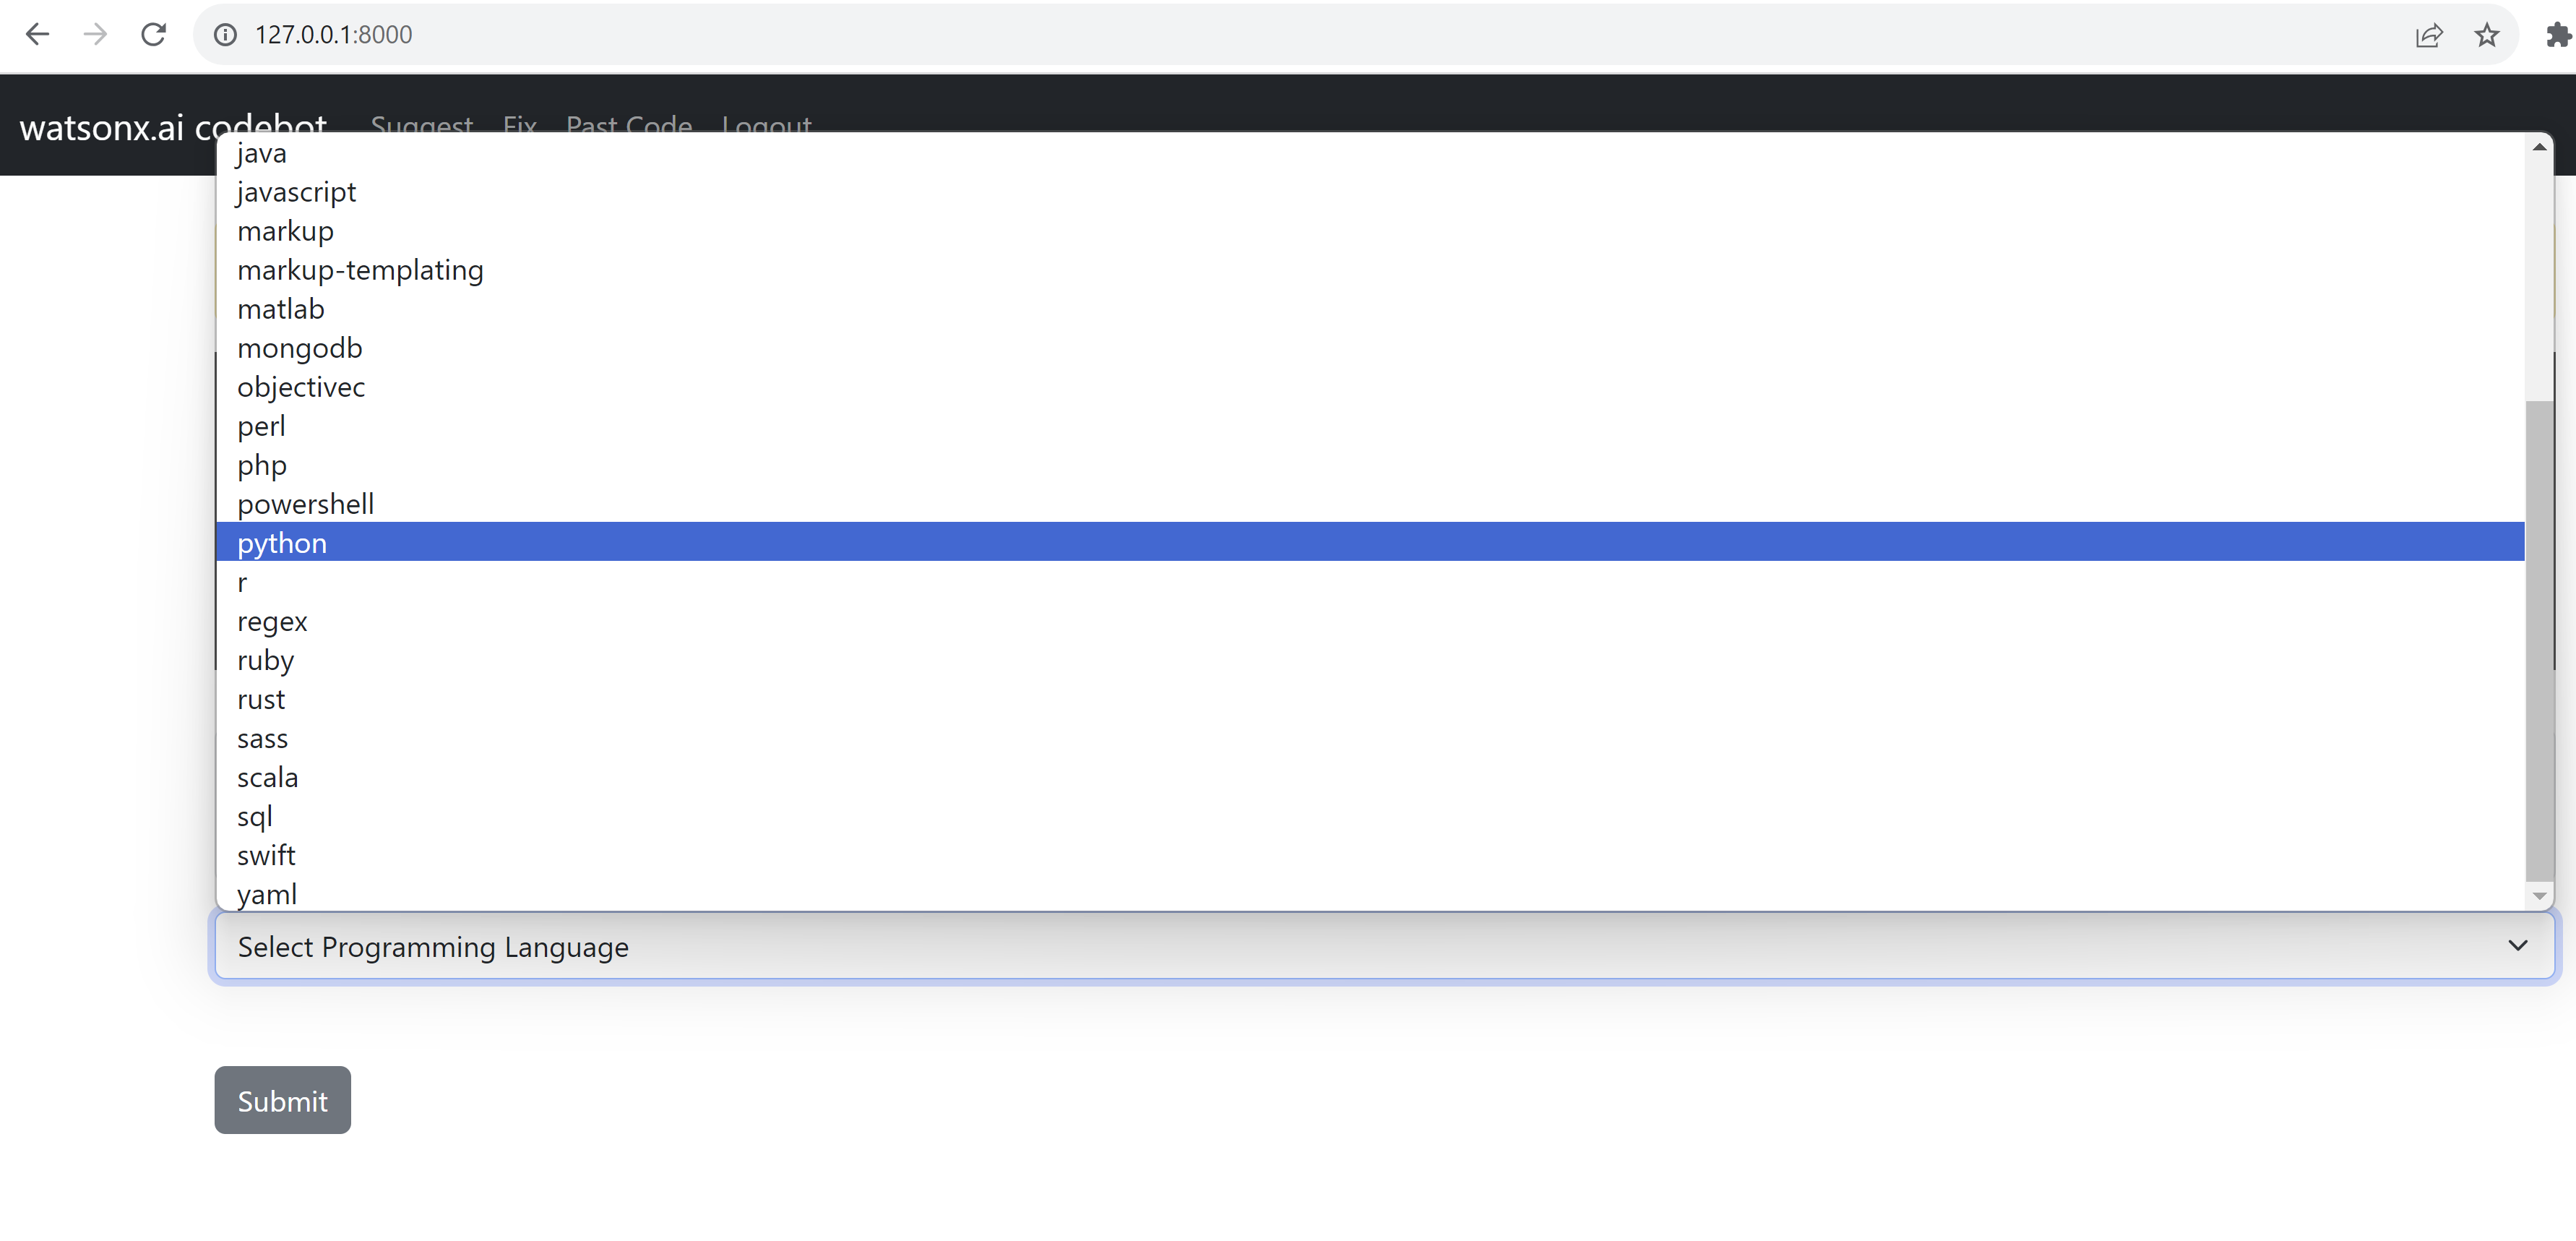 127.0.0.1:8000
watsonx.ai codebot Suggest Fix Past Code Logout
java
javascript
markup
markup-templating
matlab
mongodb
objectivec
perl
php
powershell
python
r
regex
ruby
rust
sass
scala
sql
swift
yaml
Select Programming Language
Submit